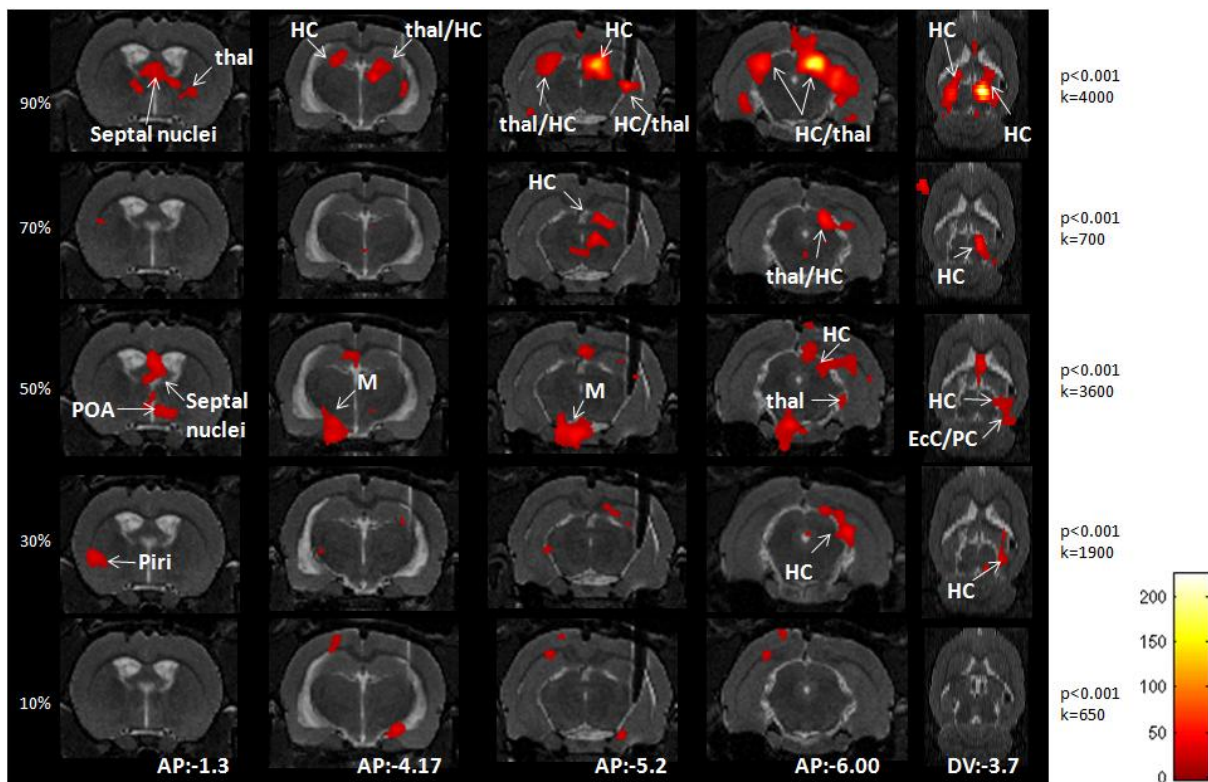 HC
thal/HC
HC
HC
thal
90%
Septal nuclei
thal/HC
HC/thal
HC/thal
HC
p<0.001
k=4000
HC
70%
thal/HC
HC
p<0.001
k=700
HC
M
M
50%
POA
Septal
nuclei
thal
HC
EcC/PC
p<0.001
k=3600
30%
Piri
HC
HC
p<0.001
k=1900
200
150
100
50
0
10%
p<0.001
k=650
AP:-1.3
AP:-4.17
AP:-5.2
AP:-6.00
DV:-3.7